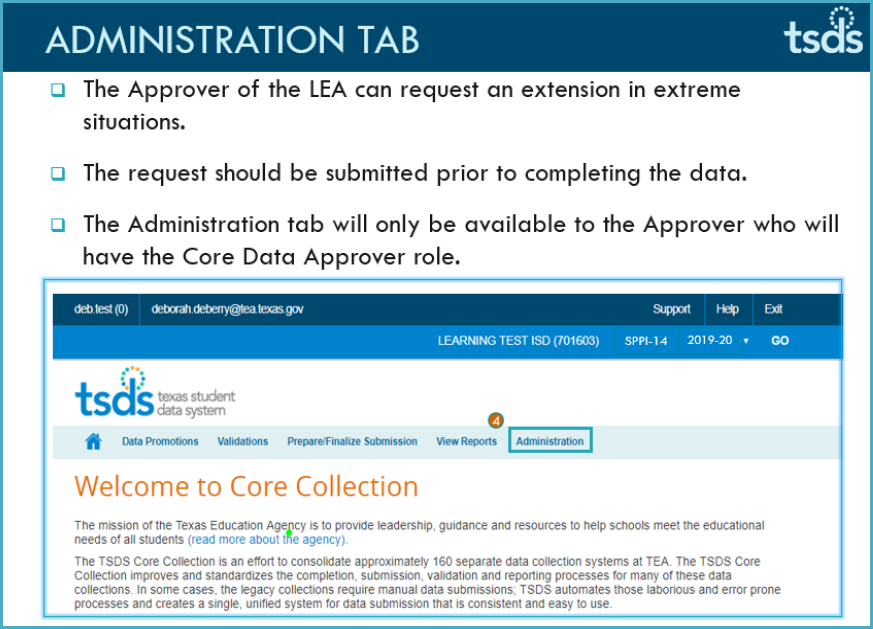 ADMINISTRATION TAB
tsds
The Approver of the LEA can request an extension in extreme
situations.
The request should be submitted prior to completing the data.
The Administration tab will only be available to the Approver who will
have the Core Data Approver role.
deb.test (0) deborah.deberry@tea.texas.gov Support Help Exit
LEARNING TEST ISD (701603) SPPI-14 2019-20 GO
tsds texas student
data system
4
Data Promotions Validations Prepare/Finalize Submission View Reports Administration
Welcome to Core Collection
The mission of the Texas Education Agency is to provide leadership, guidance and resources to help schools meet the educational
needs of all students (read more about the agency).
The TSDS Core Collection is an effort to consolidate approximately 160 separate data collection systems at TEA. The TSDS Core
Collection improves and standardizes the completion, submission, validation and reporting processes for many of these data
collections. In some cases, the legacy collections require manual data submissions; TSDS automates those laborious and error prone
processes and creates a single, unified system for data submission that is consistent and easy to use.